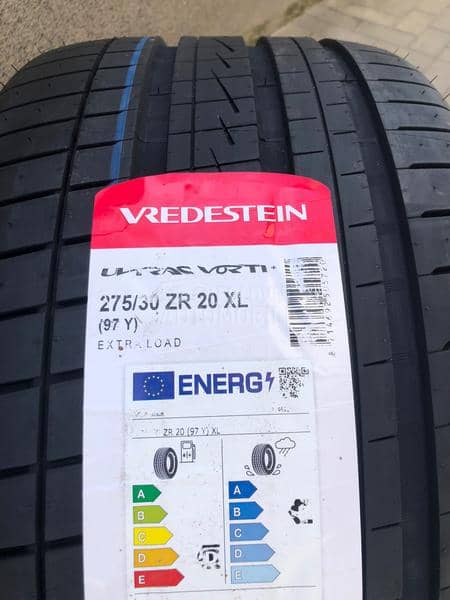 VREDESTEIN
ULTRAC VORTI+
275/30 ZR 20 XL
(97 Y)
EXTRA LOAD
ENERG
ZR 20 (97 Y) XL
A
B
C
D
E
A
B
C
D
E